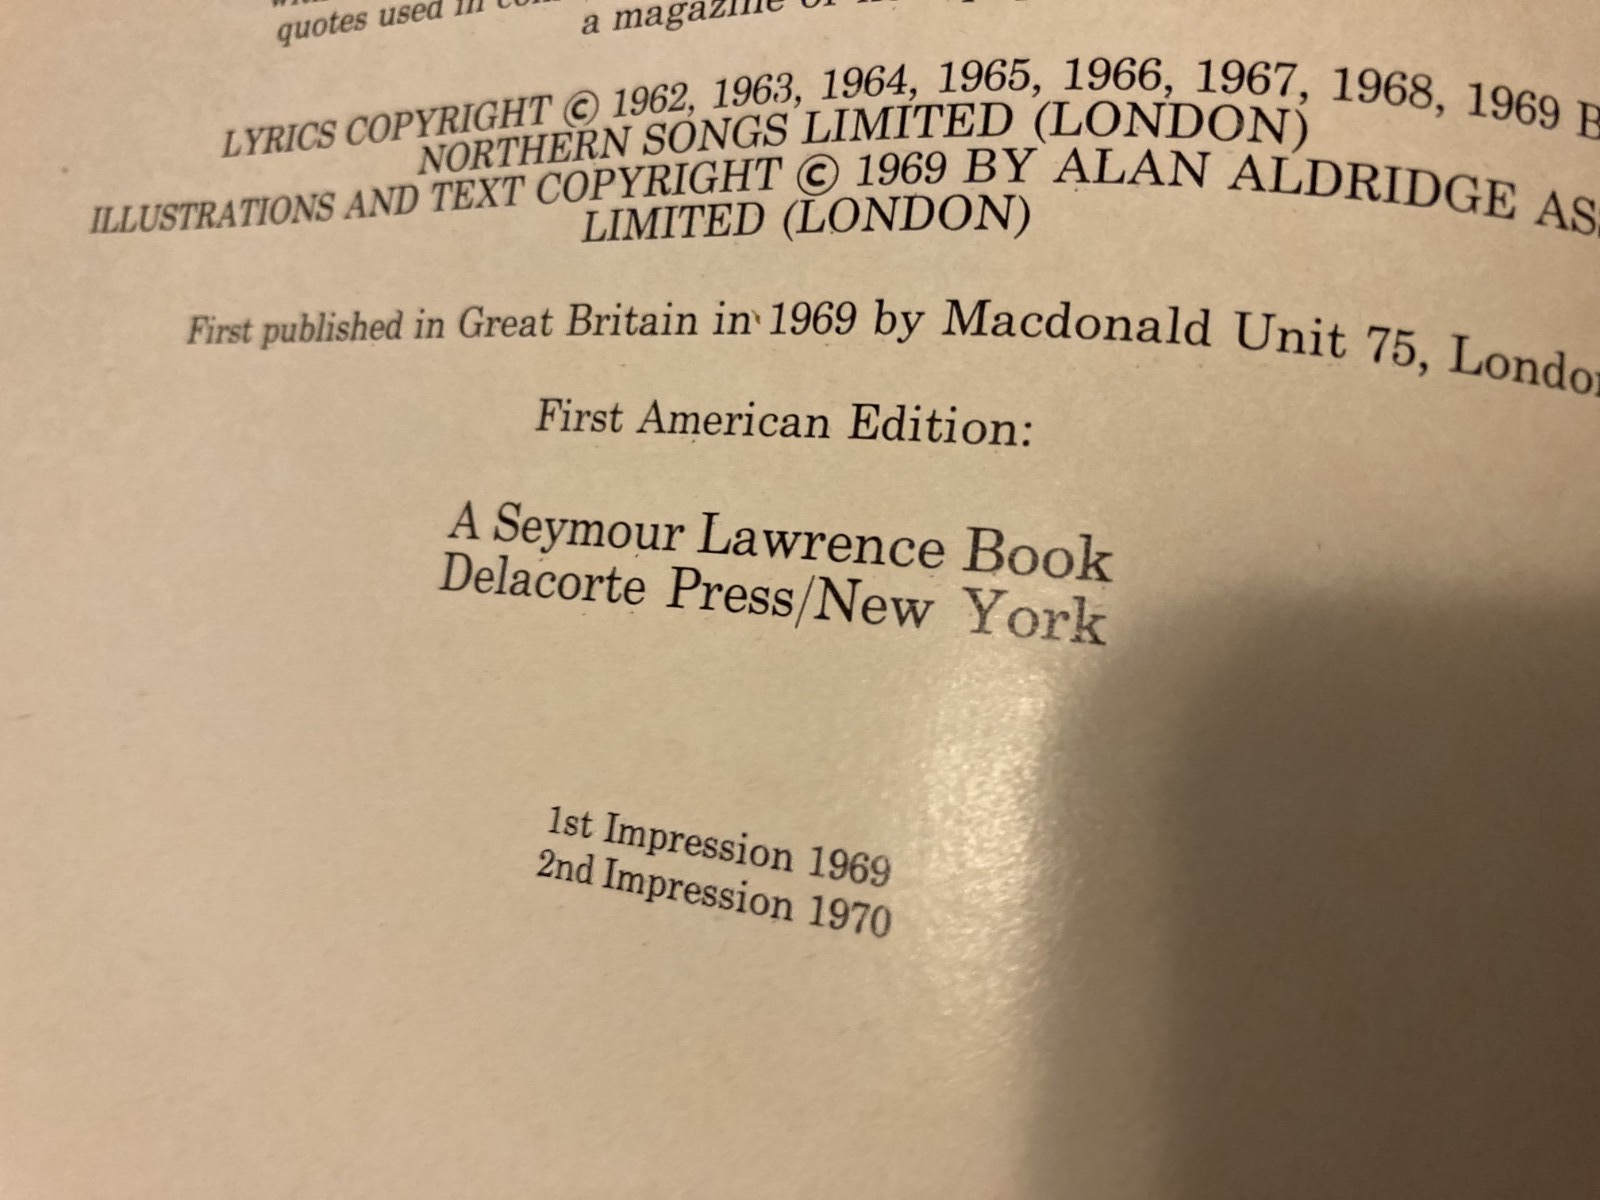 quotes used in
a magazine
LYRICS COPYRIGHT © 1962, 1963, 1964, 1965, 1966, 1967, 1968, 1969
NORTHERN SONGS LIMITED (LONDON)
ILLUSTRATIONS AND TEXT COPYRIGHT © 1969 BY ALAN ALDRIDGE
LIMITED (LONDON)
First published in Great Britain in 1969 by Macdonald Unit 75, London
First American Edition:
A Seymour Lawrence Book
Delacorte Press/New York
1st Impression 1969
2nd Impression 1970